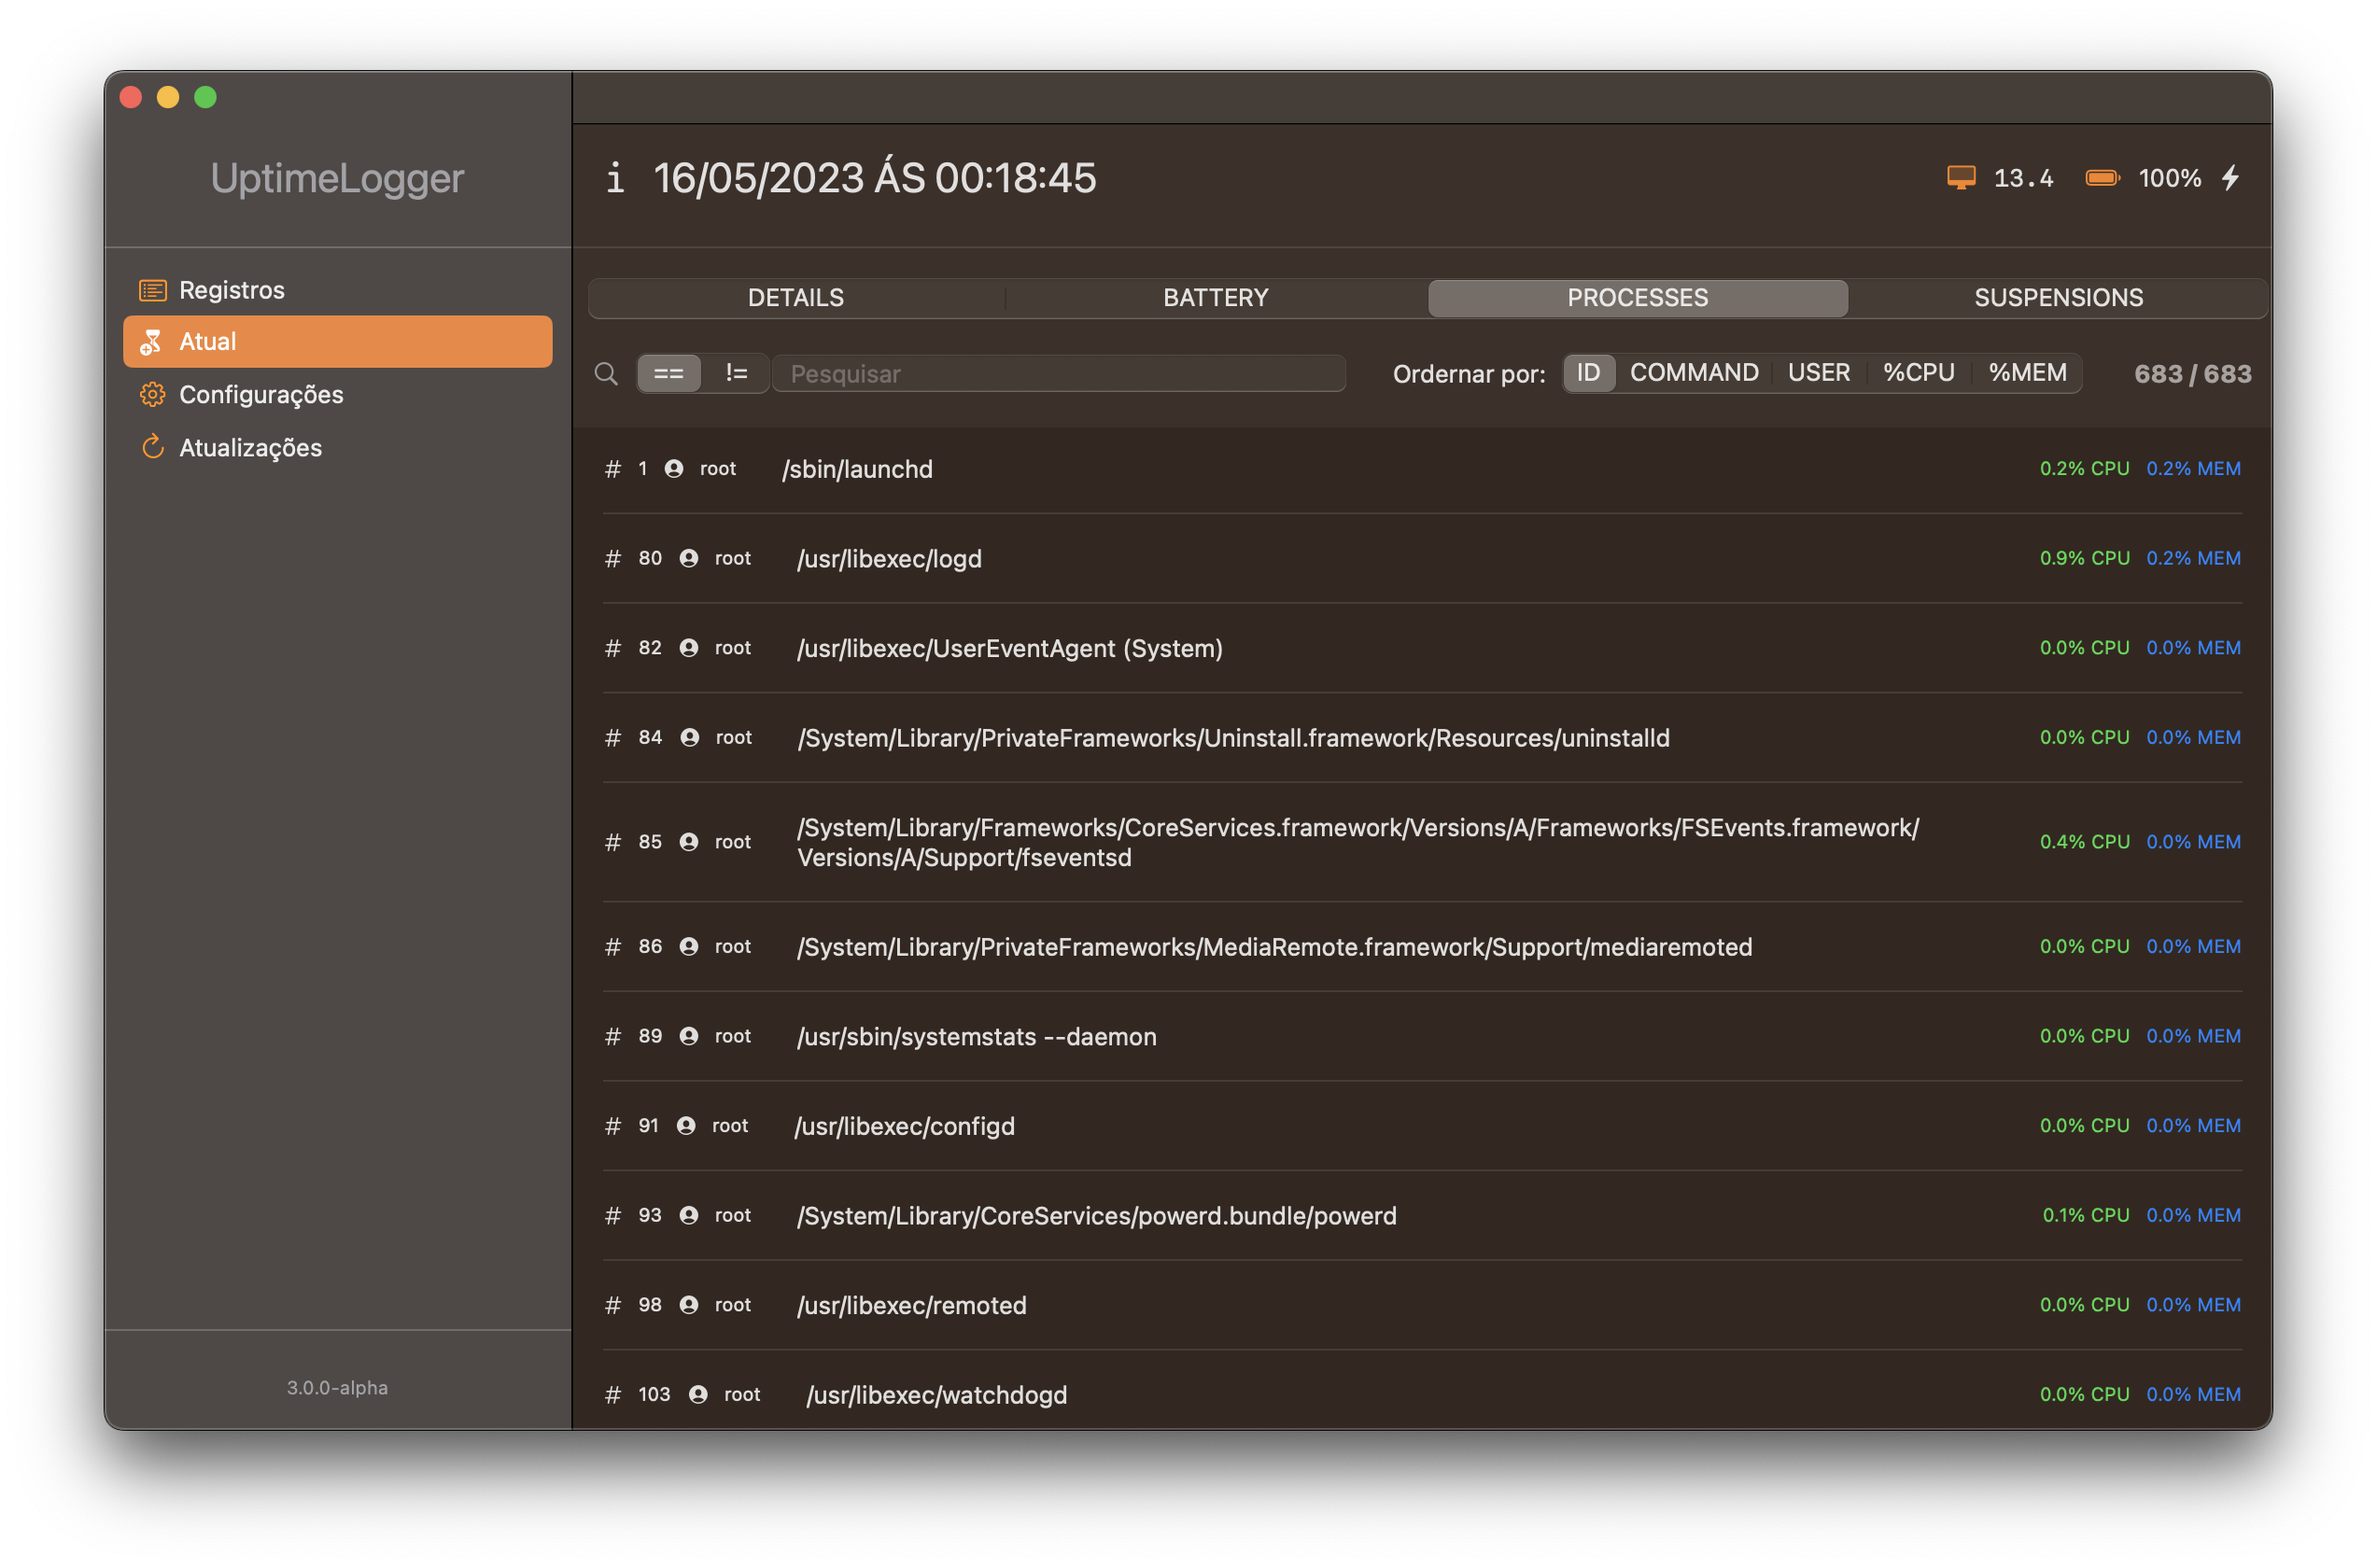 UptimeLogger
Registros
Atual
Configurações
Atualizações
3.0.0-alpha
i 16/05/2023 ÁS 00:18:45
13.4 100%
DETAILS BATTERY PROCESSES SUSPENSIONS
== != Pesquisar Ordernar por: ID COMMAND USER %CPU %MEM 683 / 683
# 1 root /sbin/launchd 0.2% CPU 0.2% MEM
# 80 root /usr/libexec/logd 0.9% CPU 0.2% MEM
# 82 root /usr/libexec/UserEventAgent (System) 0.0% CPU 0.0% MEM
# 84 root /System/Library/PrivateFrameworks/Uninstall.framework/Resources/uninstalld 0.0% CPU 0.0% MEM
# 85 root /System/Library/Frameworks/CoreServices.framework/Versions/A/Frameworks/FSEvents.framework/ 0.4% CPU 0.0% MEM
Versions/A/Support/fseventsd
# 86 root /System/Library/PrivateFrameworks/MediaRemote.framework/Support/mediaremoted 0.0% CPU 0.0% MEM
# 89 root /usr/sbin/systemstats --daemon 0.0% CPU 0.0% MEM
# 91 root /usr/libexec/configd 0.0% CPU 0.0% MEM
# 93 root /System/Library/CoreServices/powerd.bundle/powerd 0.1% CPU 0.0% MEM
# 98 root /usr/libexec/remoted 0.0% CPU 0.0% MEM
# 103 root /usr/libexec/watchdogd 0.0% CPU 0.0% MEM